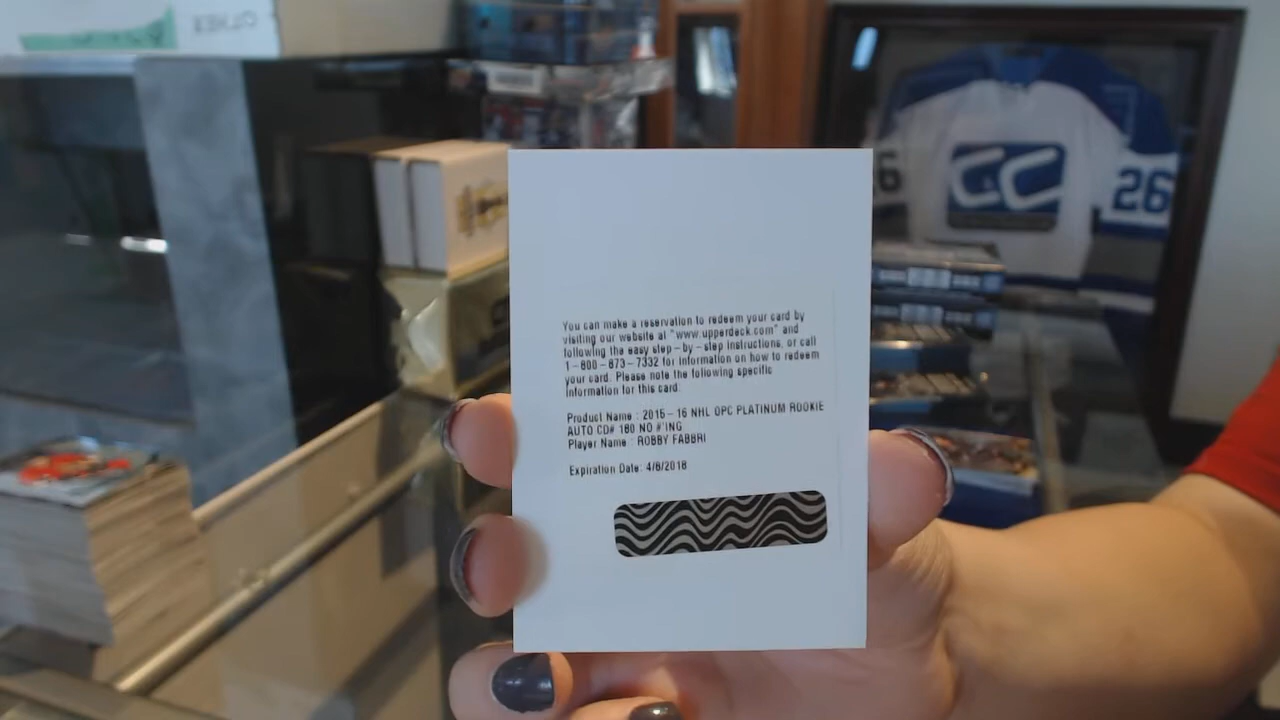 You can make a reservation to redeem your card by
visiting our website at "www.upperdeck.com" and
following the easy step – by – step instructions, or call
1 – 800 – 873 – 7332 for information on how to redeem
your card. Please note the following specific
information for this card:
Product Name : 2015 – 16 NHL OPC PLATINUM ROOKIE
AUTO CD# 180 NO #'ING
Player Name : ROBBY FABBRI
Expiration Date: 4/8/2018
C&C
26
6